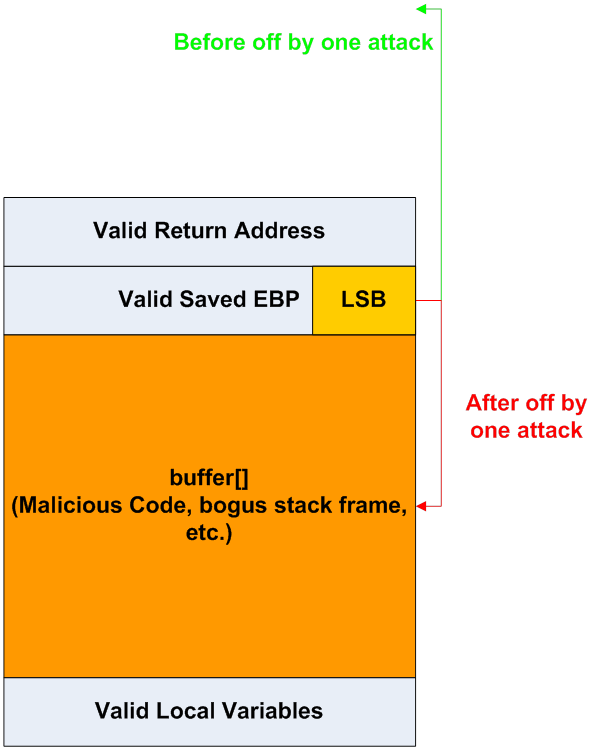 Before off by one attack
Valid Return Address
Valid Saved EBP
LSB
After off by
one attack
buffer[]
(Malicious Code, bogus stack frame,
etc.)
Valid Local Variables